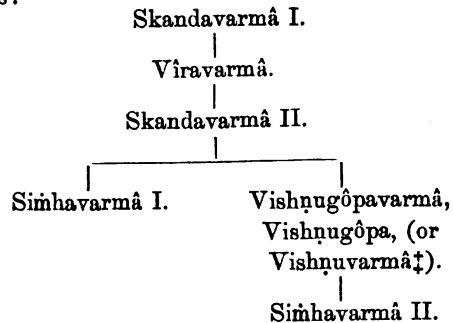 Skandavarmâ I.
Vîravarmâ.
Skandavarmâ II.
Siṁhavarmâ I. Vishṇugôpavarmâ,
Vishṇugôpa, (or
Vishṇuvarmâ‡).
Siṁhavarmâ II.